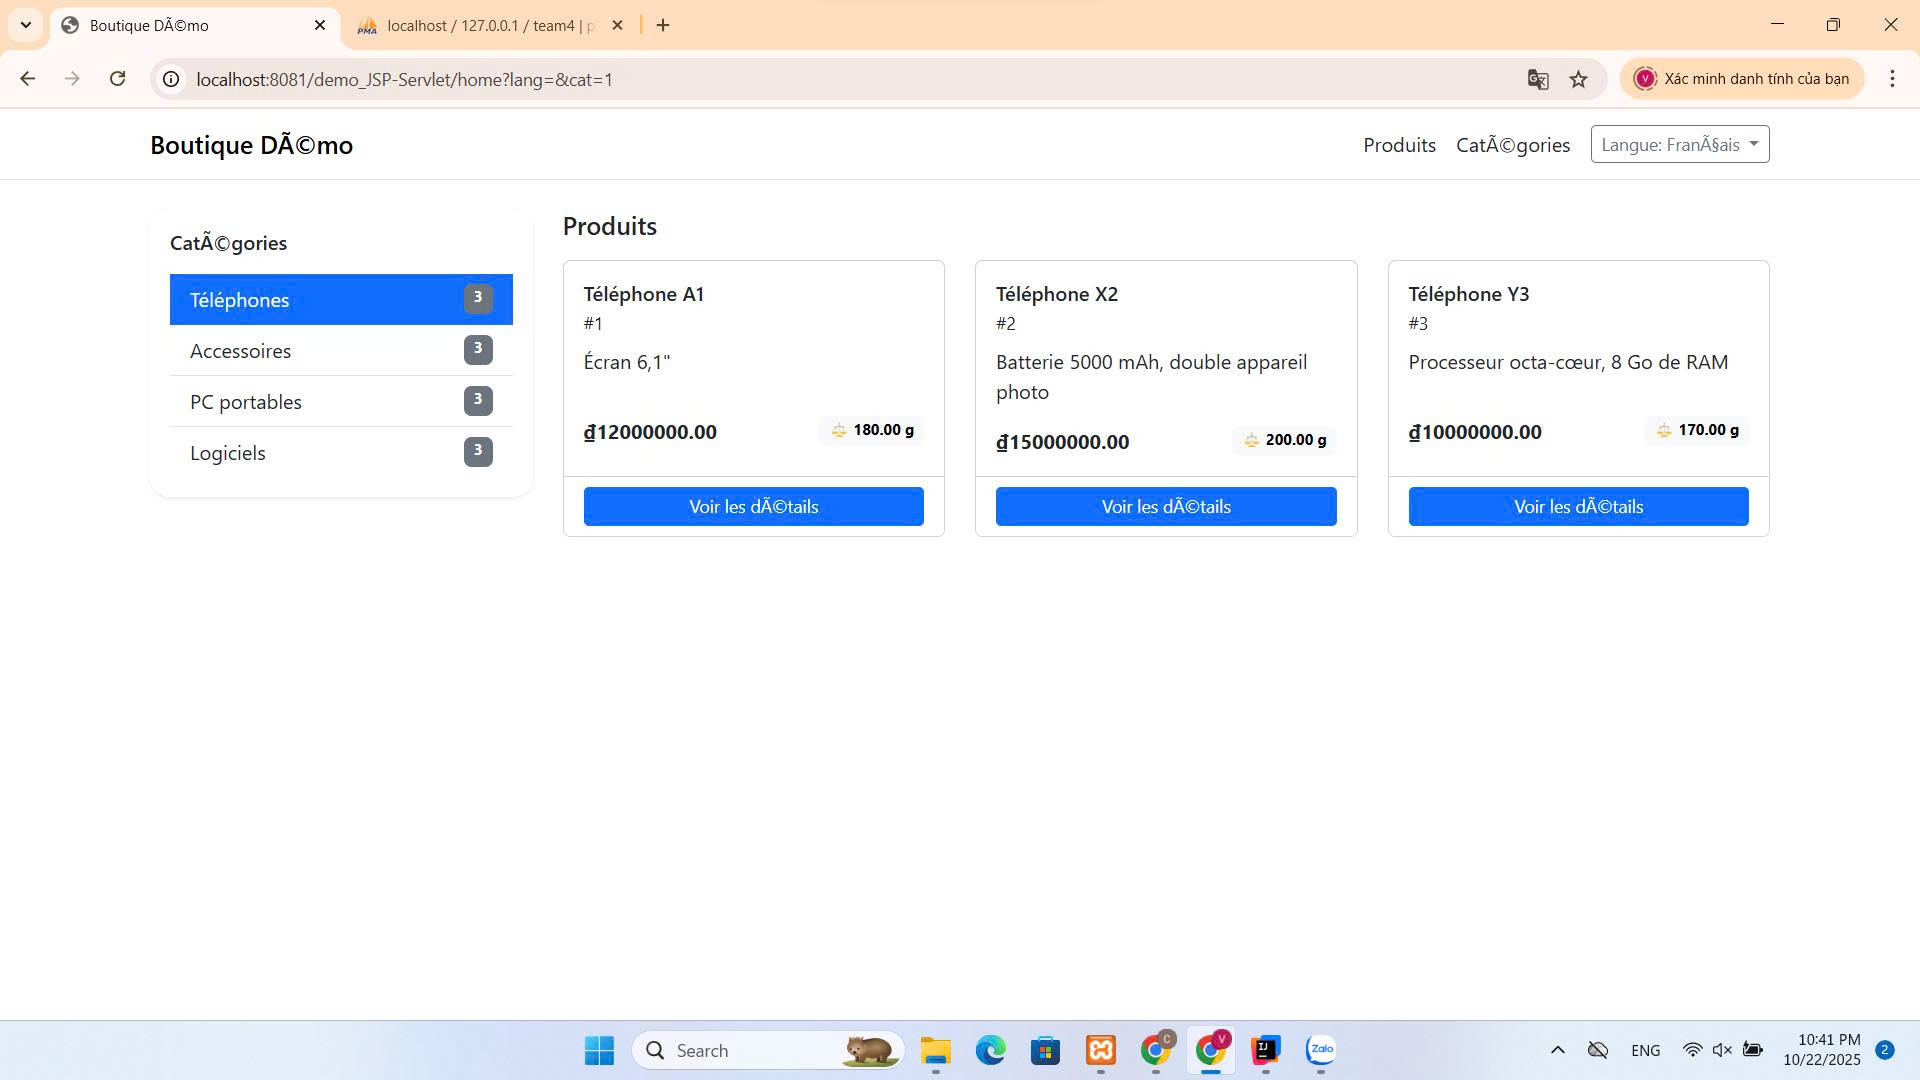 Boutique DÃ©mo
localhost / 127.0.0.1 / team4 | p
localhost:8081/demo_JSP-Servlet/home?lang=&cat=1
Xác minh danh tính của bạn
Boutique DÃ©mo
Produits
CatÃ©gories
Langue: FranÃ§ais
CatÃ©gories
Téléphones 3
Accessoires 3
PC portables 3
Logiciels 3
Produits
Téléphone A1
#1
Écran 6,1"
₫12000000.00
180.00 g
Voir les dÃ©tails
Téléphone X2
#2
Batterie 5000 mAh, double appareil
photo
₫15000000.00
200.00 g
Voir les dÃ©tails
Téléphone Y3
#3
Processeur octa-cœur, 8 Go de RAM
₫10000000.00
170.00 g
Voir les dÃ©tails
Search
Zalo
ENG
10:41 PM
10/22/2025
2